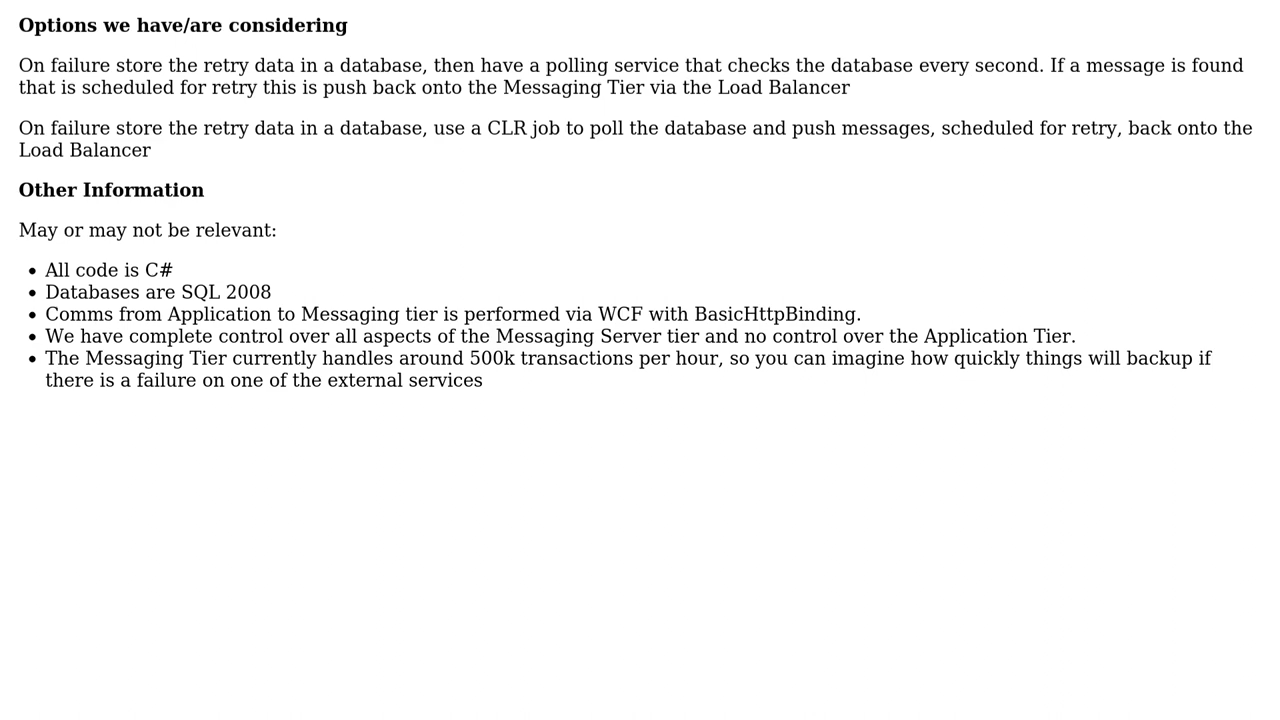 Options we have/are considering
On failure store the retry data in a database, then have a polling service that checks the database every second. If a message is found
that is scheduled for retry this is push back onto the Messaging Tier via the Load Balancer
On failure store the retry data in a database, use a CLR job to poll the database and push messages, scheduled for retry, back onto the
Load Balancer
Other Information
May or may not be relevant:
• All code is C#
• Databases are SQL 2008
• Comms from Application to Messaging tier is performed via WCF with BasicHttpBinding.
• We have complete control over all aspects of the Messaging Server tier and no control over the Application Tier.
• The Messaging Tier currently handles around 500k transactions per hour, so you can imagine how quickly things will backup if
there is a failure on one of the external services